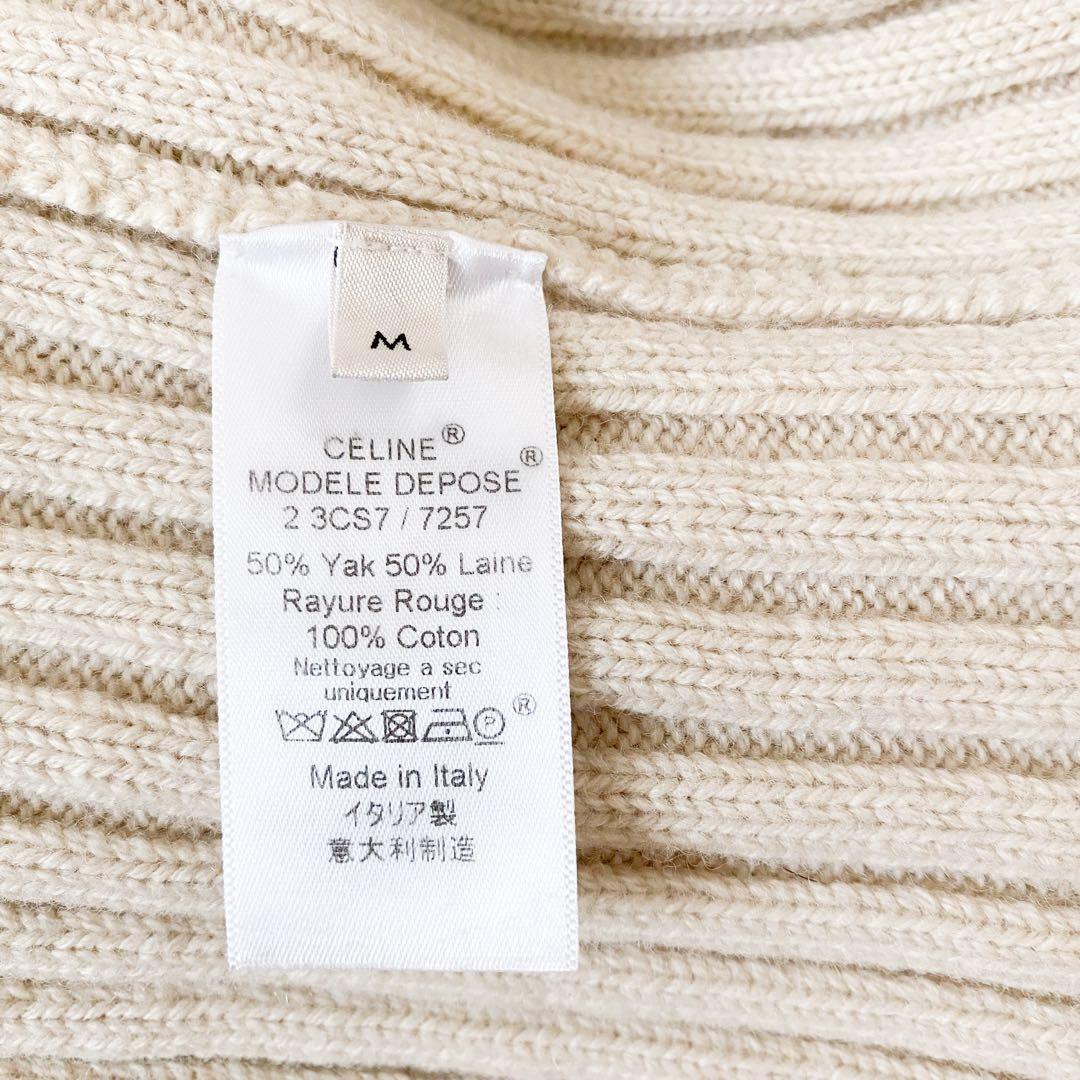 M
CÉLINE®
MODELE DEPOSE®
2 3CS7 / 7257
50% Yak 50% Laine
Rayure Rouge :
100% Coton
Nettoyage a sec
uniquement
P ®
Made in Italy
イタリア製
意大利制造